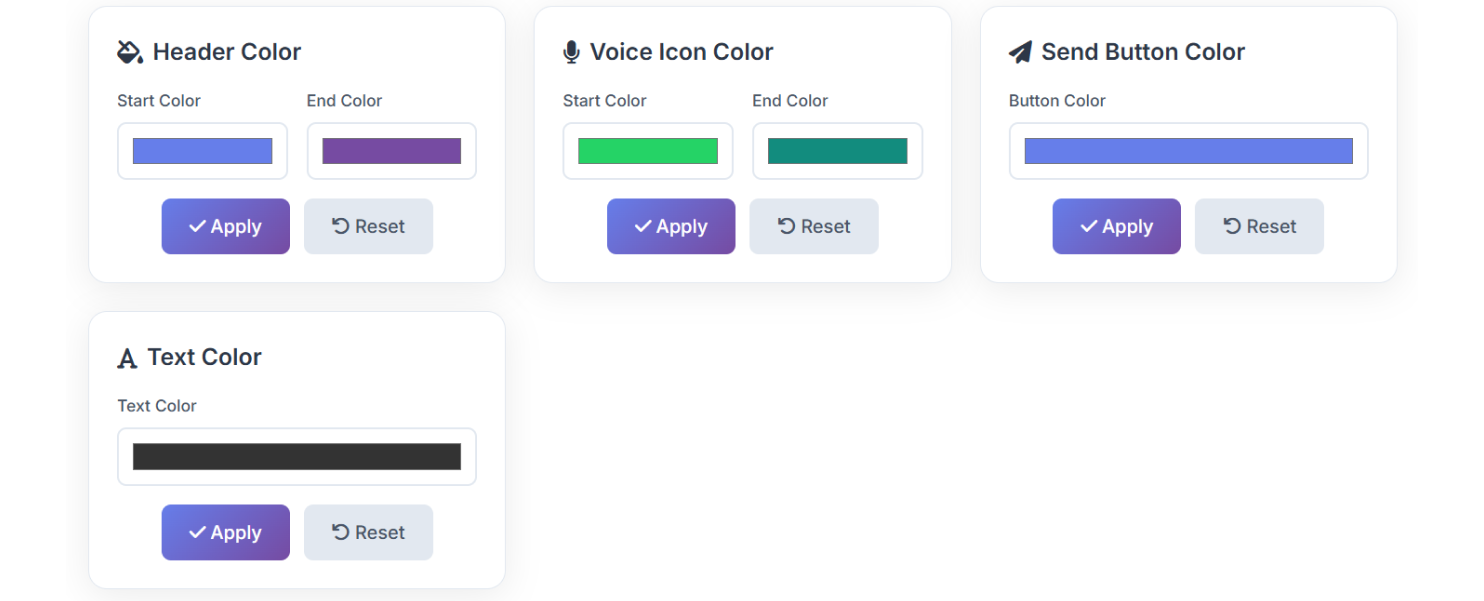 Header Color
Start Color End Color
Apply Reset
Voice Icon Color
Start Color End Color
Apply Reset
Send Button Color
Button Color
Apply Reset
Text Color
Text Color
Apply Reset